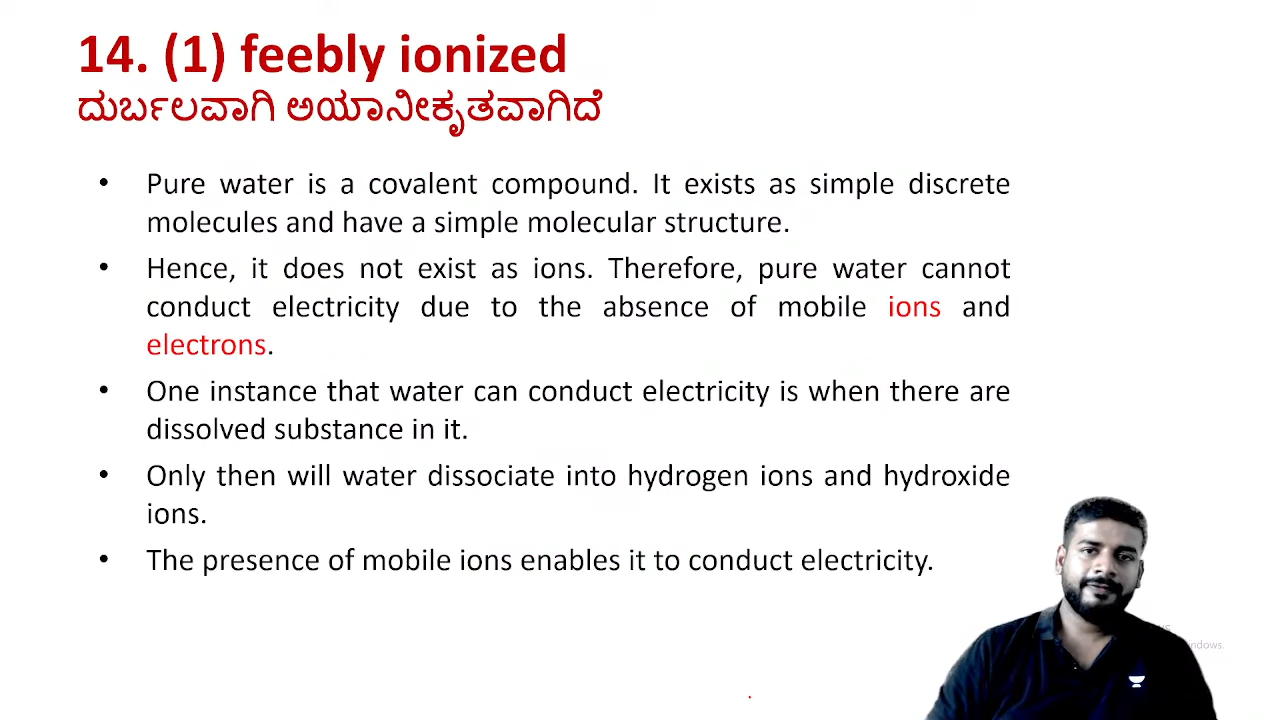 14. (1) feebly ionized
ದುರ್ಬಲವಾಗಿ ಅಯಾನೀಕೃತವಾಗಿದೆ
• Pure water is a covalent compound. It exists as simple discrete
molecules and have a simple molecular structure.
• Hence, it does not exist as ions. Therefore, pure water cannot
conduct electricity due to the absence of mobile ions and
electrons.
• One instance that water can conduct electricity is when there are
dissolved substance in it.
• Only then will water dissociate into hydrogen ions and hydroxide
ions.
• The presence of mobile ions enables it to conduct electricity.